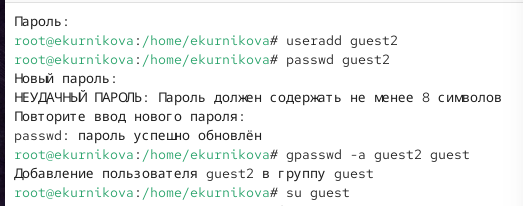 Пароль:
root@ekurnikova:/home/ekurnikova# useradd guest2
root@ekurnikova:/home/ekurnikova# passwd guest2
Новый пароль:
НЕУДАЧНЫЙ ПАРОЛЬ: Пароль должен содержать не менее 8 символов
Повторите ввод нового пароля:
passwd: пароль успешно обновлён
root@ekurnikova:/home/ekurnikova# gpasswd -a guest2 guest
Добавление пользователя guest2 в группу guest
root@ekurnikova:/home/ekurnikova# su guest